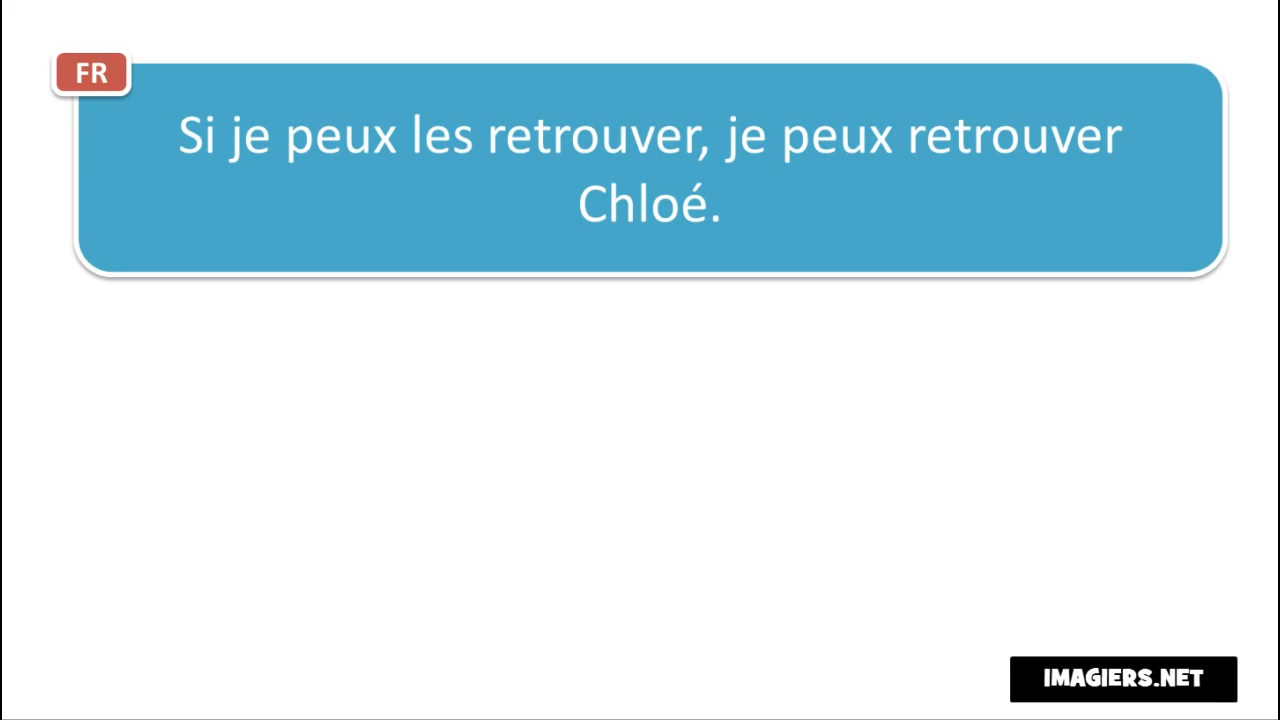 FR
Si je peux les retrouver, je peux retrouver
Chloé.
IMAGIERS.NET